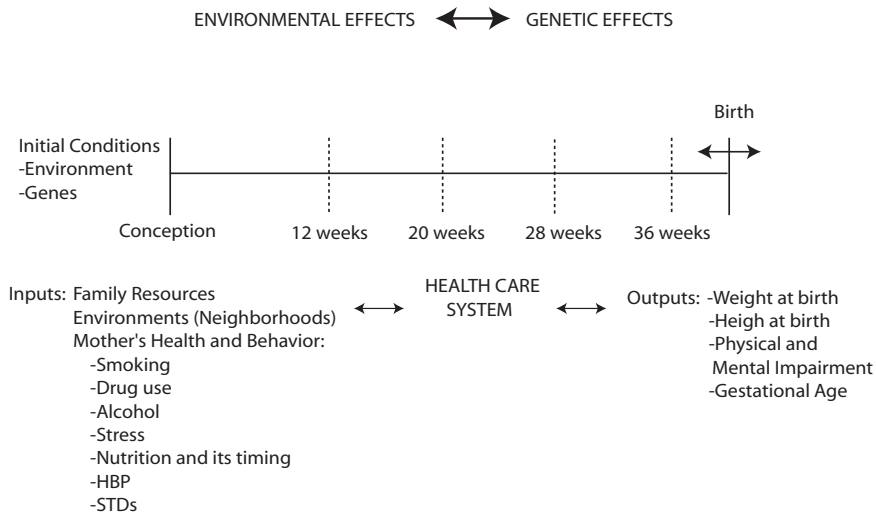 ENVIRONMENTAL EFFECTS GENETIC EFFECTS
Birth
Initial Conditions
-Environment
-Genes
Conception 12 weeks 20 weeks 28 weeks 36 weeks
Inputs: Family Resources
Environments (Neighborhoods)
Mother's Health and Behavior:
-Smoking
-Drug use
-Alcohol
-Stress
-Nutrition and its timing
-HBP
-STDs
HEALTH CARE
SYSTEM
Outputs: -Weight at birth
-Heigh at birth
-Physical and
Mental Impairment
-Gestational Age